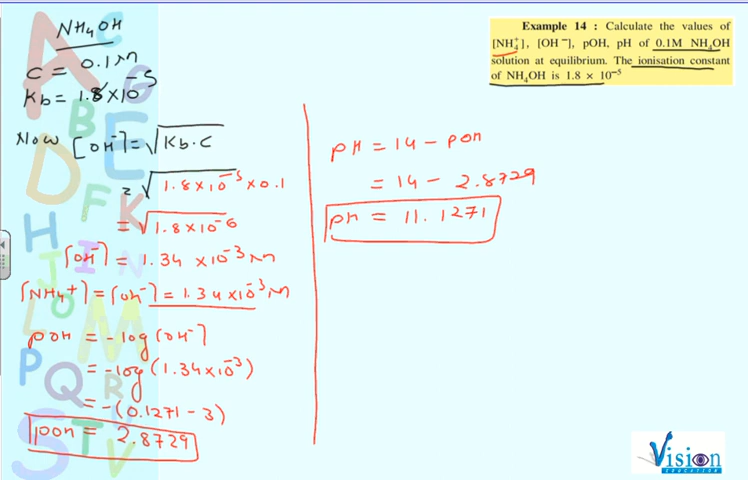 NH₄OH
C = 0.1m
Kb = 1.8×10⁻⁵
Now [OH⁻] = √Kb.C
= √1.8×10⁻⁵×0.1
= √1.8×10⁻⁶
[OH⁻] = 1.34 ×10⁻³m
[NH₄+] = [OH⁻] = 1.34×10⁻³m
POH = -log[OH⁻]
= -log(1.34×10⁻³)
= -(0.1271-3)
POH = 2.8729
PH = 14 - POH
= 14 - 2.8729
PH = 11.1271
Example 14 : Calculate the values of
[NH₄⁺], [OH⁻], pOH, pH of 0.1M NH₄OH
solution at equilibrium. The ionisation constant
of NH₄OH is 1.8 × 10⁻⁵
A C
B E G
D
F K
H I N
J O
L M
P Q R
S T V
Vision
EDUCATION